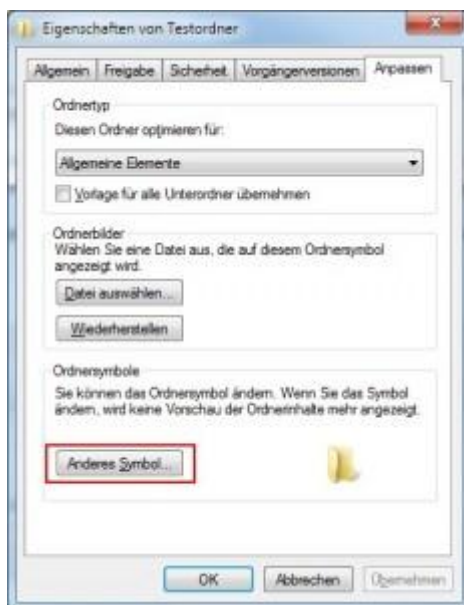 Eigenschaften von Testordner
Allgemein Freigabe Sicherheit Vorgängerversionen Anpassen
Ordnertyp
Diesen Ordner optimieren für:
Allgemeine Elemente
Vorlage für alle Unterordner übernehmen
Ordnerbilder
Wählen Sie eine Datei aus, die auf diesem Ordnersymbol
angezeigt wird.
Datei auswählen...
Wiederherstellen
Ordnersymbole
Sie können das Ordnersymbol ändern. Wenn Sie das Symbol
ändern, wird keine Vorschau der Ordnerinhalte mehr angezeigt.
Anderes Symbol...
OK Abbrechen Übernehmen